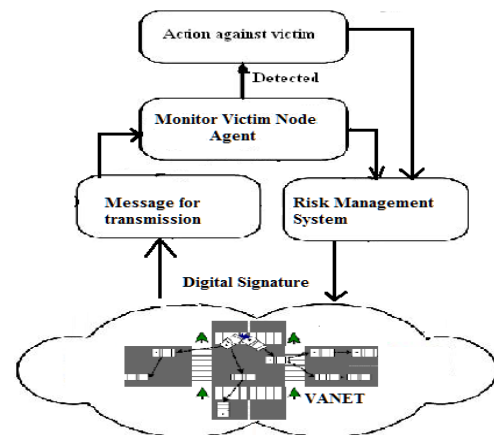 Action against victim
Detected
Monitor Victim Node
Agent
Message for
transmission
Risk Management
System
Digital Signature
VANET